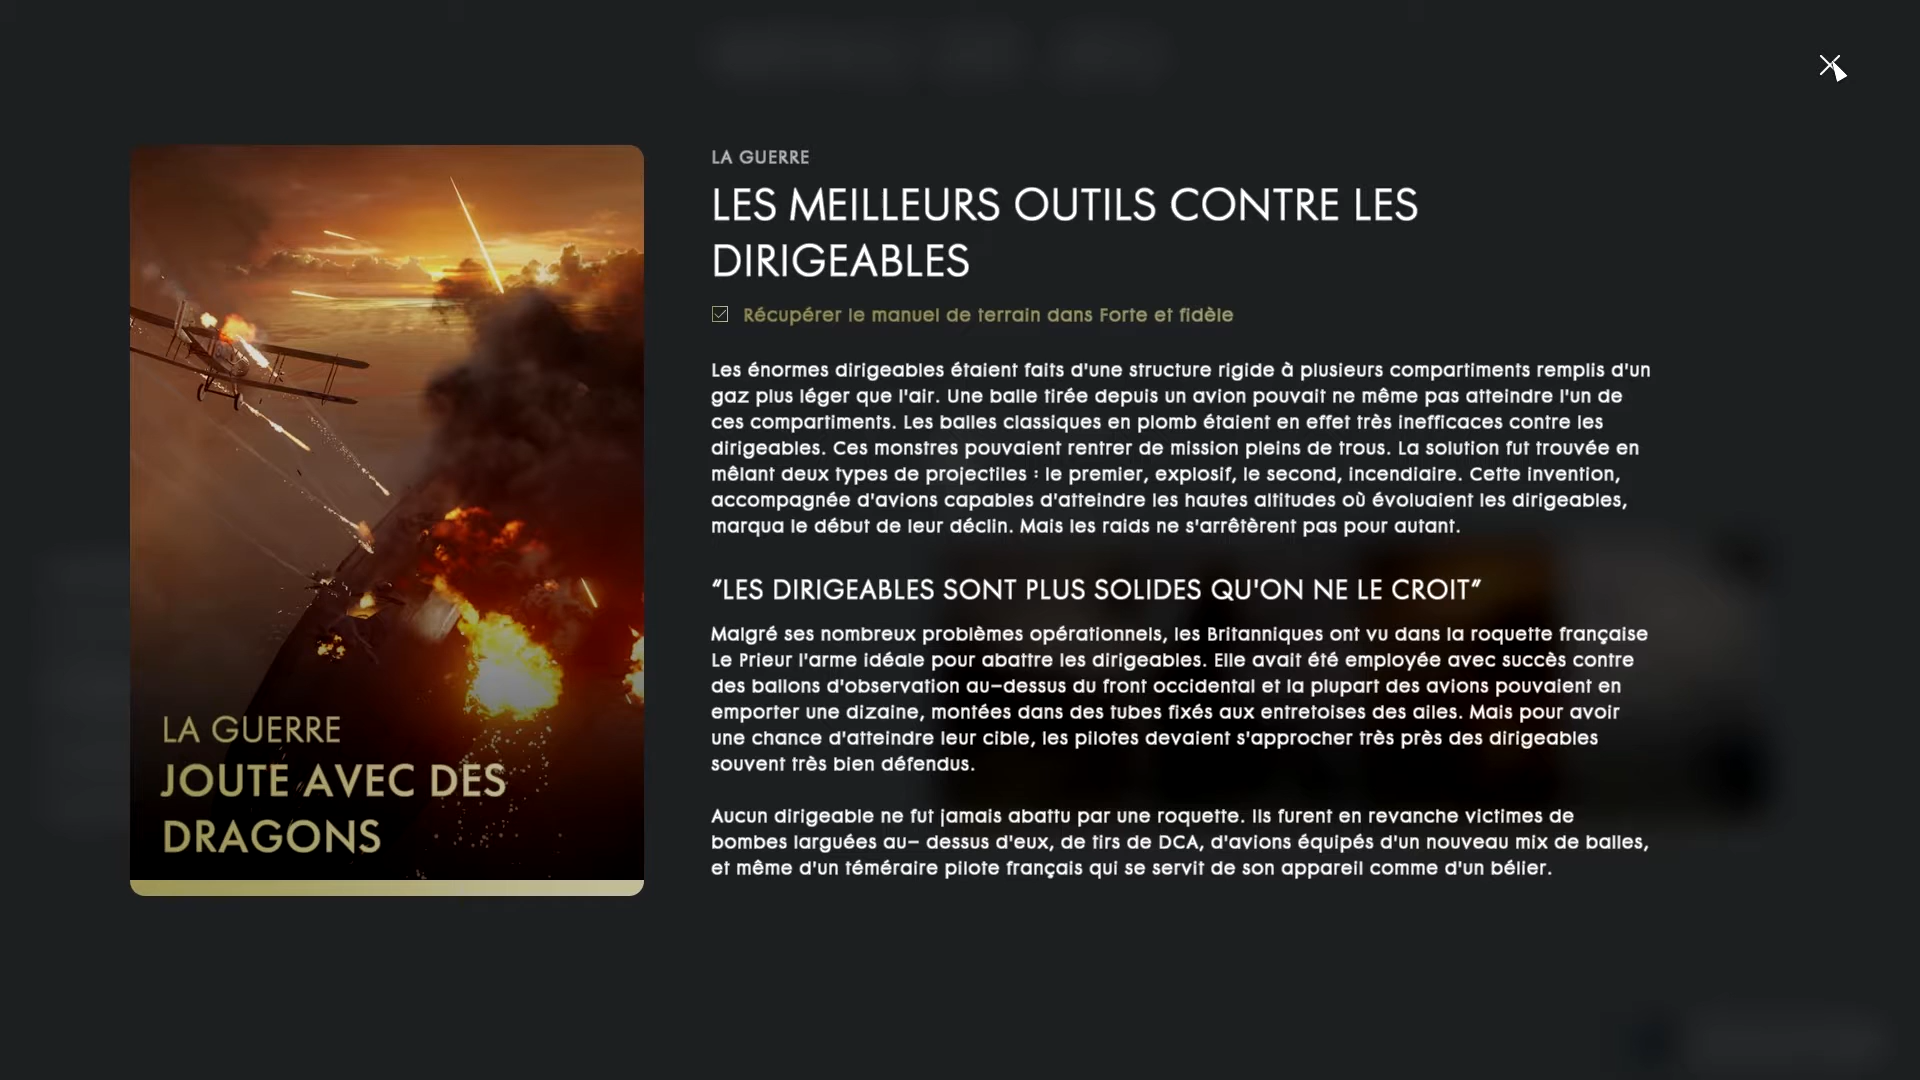 LA GUERRE
JOUTE AVEC DES
DRAGONS
LA GUERRE
LES MEILLEURS OUTILS CONTRE LES
DIRIGEABLES
Récupérer le manuel de terrain dans Forte et fidèle
Les énormes dirigeables étaient faits d'une structure rigide à plusieurs compartiments remplis d'un
gaz plus léger que l'air. Une balle tirée depuis un avion pouvait ne même pas atteindre l'un de
ces compartiments. Les balles classiques en plomb étaient en effet très inefficaces contre les
dirigeables. Ces monstres pouvaient rentrer de mission pleins de trous. La solution fut trouvée en
mêlant deux types de projectiles : le premier, explosif, le second, incendiaire. Cette invention,
accompagnée d'avions capables d'atteindre les hautes altitudes où évoluaient les dirigeables,
marqua le début de leur déclin. Mais les raids ne s'arrêtèrent pas pour autant.
"LES DIRIGEABLES SONT PLUS SOLIDES QU'ON NE LE CROIT"
Malgré ses nombreux problèmes opérationnels, les Britanniques ont vu dans la roquette française
Le Prieur l'arme idéale pour abattre les dirigeables. Elle avait été employée avec succès contre
des ballons d'observation au-dessus du front occidental et la plupart des avions pouvaient en
emporter une dizaine, montées dans des tubes fixés aux entretoises des ailes. Mais pour avoir
une chance d'atteindre leur cible, les pilotes devaient s'approcher très près des dirigeables
souvent très bien défendus.
Aucun dirigeable ne fut jamais abattu par une roquette. Ils furent en revanche victimes de
bombes larguées au- dessus d'eux, de tirs de DCA, d'avions équipés d'un nouveau mix de balles,
et même d'un téméraire pilote français qui se servit de son appareil comme d'un bélier.